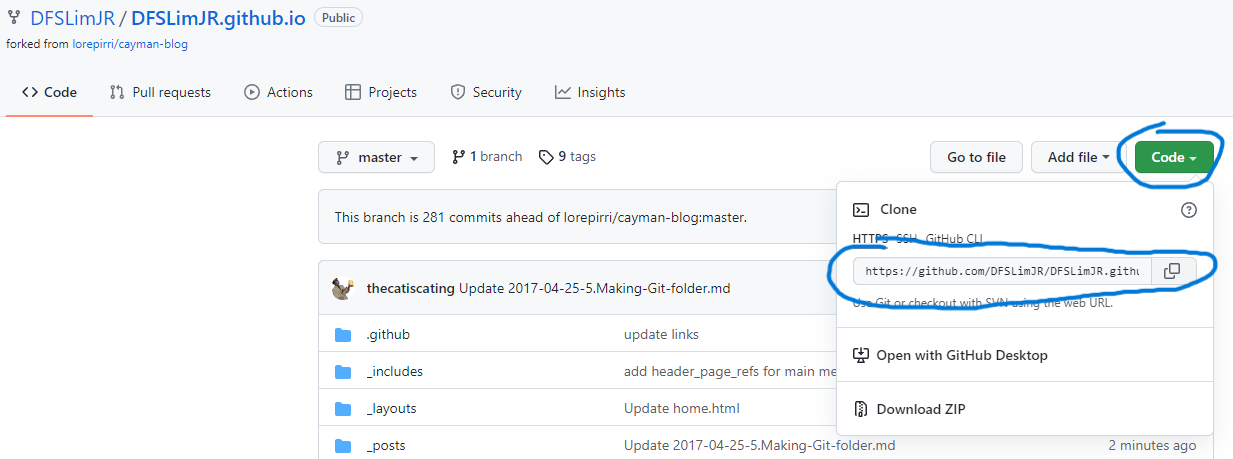 DFSLimJR / DFSLimJR.github.io Public
forked from lorepirri/cayman-blog
Code Pull requests Actions Projects Security Insights
master 1 branch 9 tags Go to file Add file Code
This branch is 281 commits ahead of lorepirri/cayman-blog:master.
Clone
HTTPS SSH GitHub CLI
https://github.com/DFSLimJR/DFSLimJR.githu
Use Git or checkout with SVN using the web URL.
Open with GitHub Desktop
Download ZIP
thecatiscating Update 2017-04-25-5.Making-Git-folder.md
.github update links
_includes add header_page_refs for main me
_layouts Update home.html
_posts Update 2017-04-25-5.Making-Git-folder.md 2 minutes ago